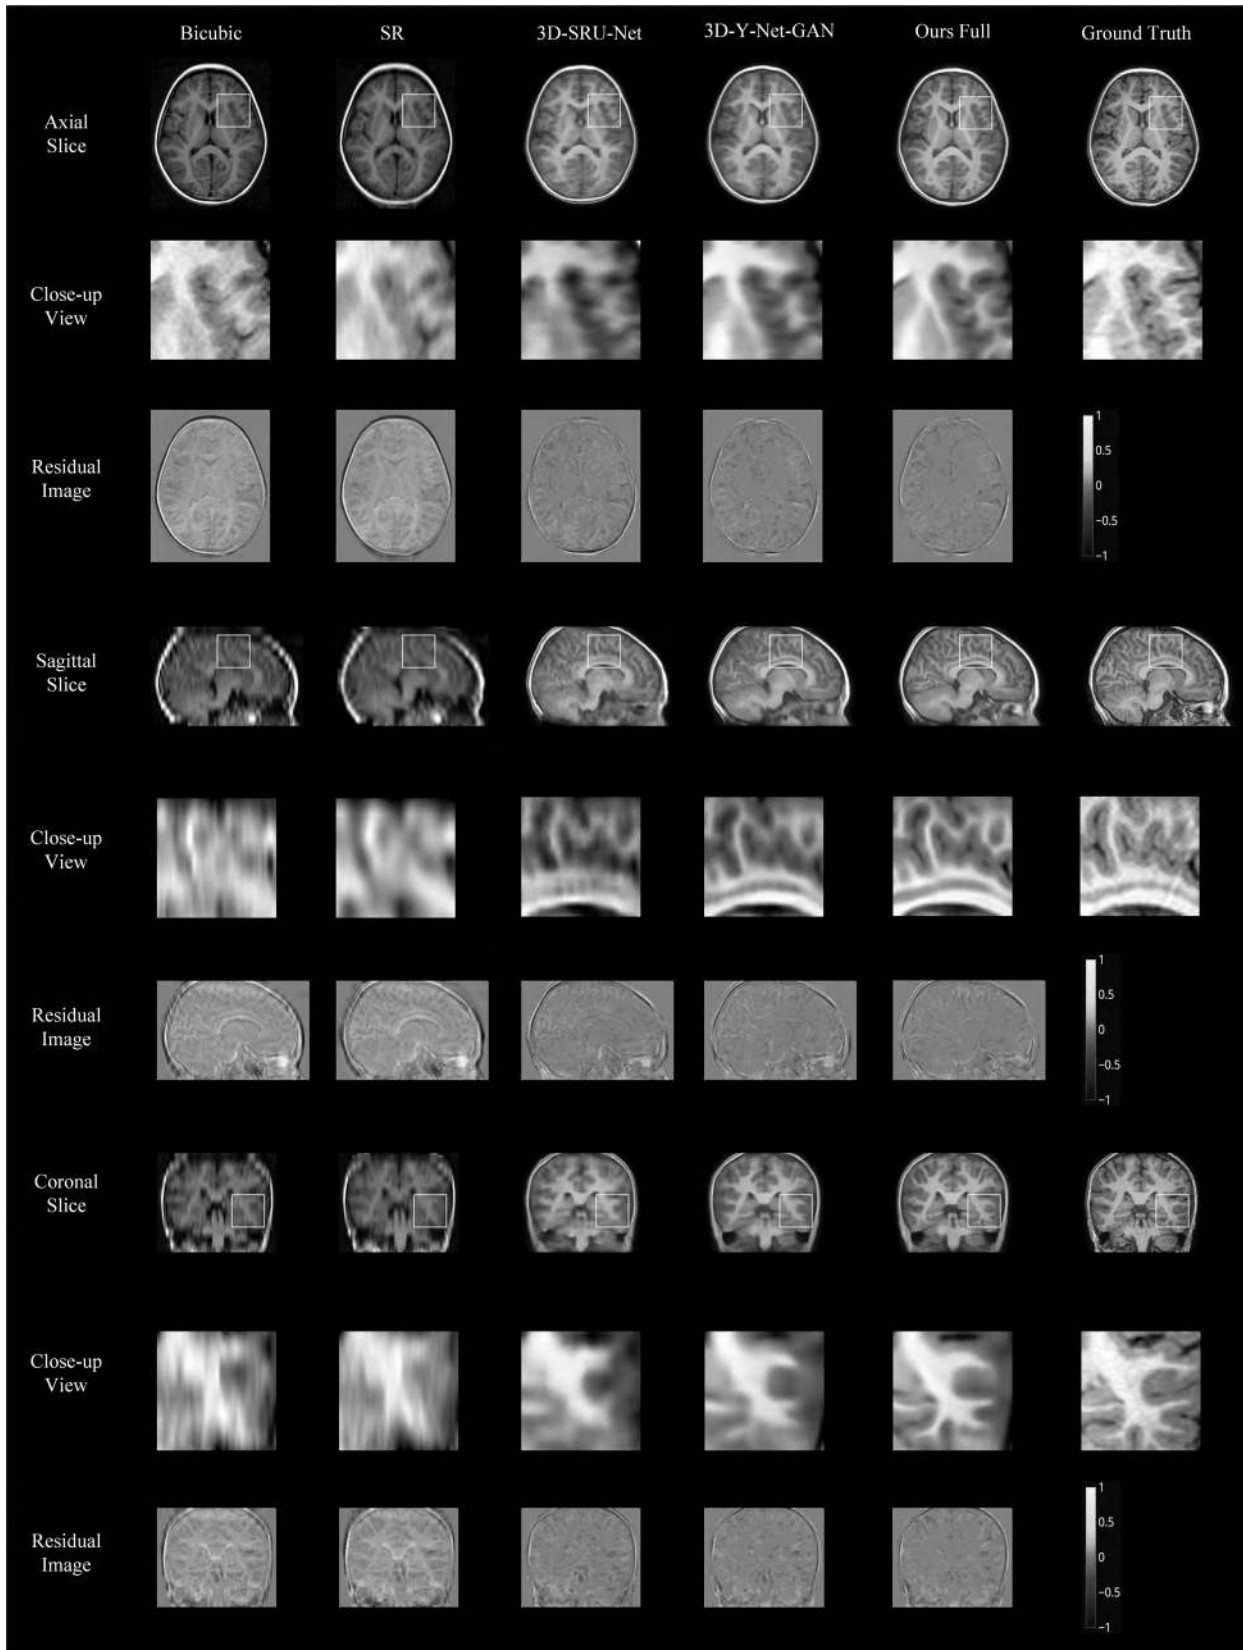 Bicubic SR 3D-SRU-Net 3D-Y-Net-GAN Ours Full Ground Truth
Axial
Slice
Close-up
View
Residual
Image
1
0.5
0
−0.5
−1
Sagittal
Slice
Close-up
View
Residual
Image
1
0.5
0
−0.5
−1
Coronal
Slice
Close-up
View
Residual
Image
1
0.5
0
−0.5
−1